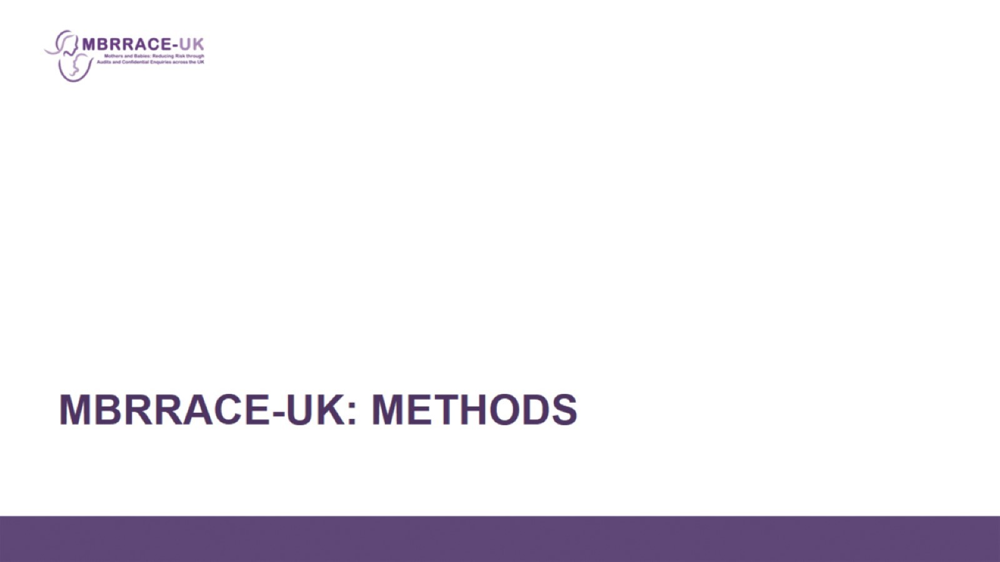 MBRRACE-UK
Mothers and Babies: Reducing Risk through
Audits and Confidential Enquiries across the UK
MBRRACE-UK: METHODS